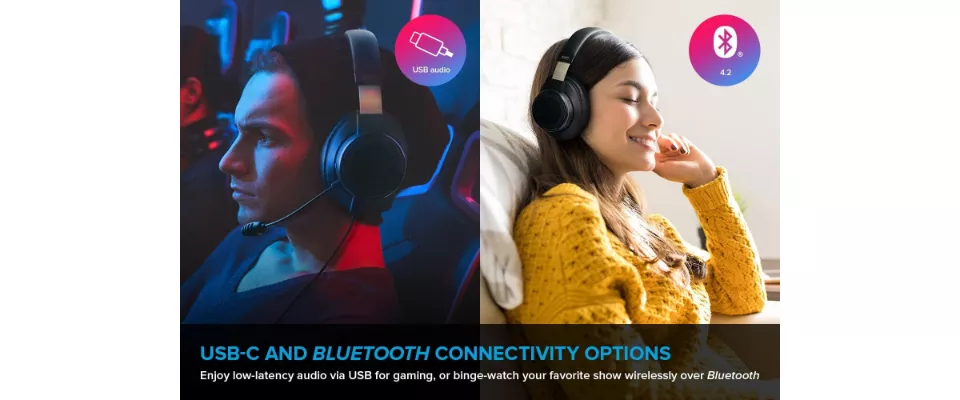 USB audio
®
4.2
USB-C AND BLUETOOTH CONNECTIVITY OPTIONS
Enjoy low-latency audio via USB for gaming, or binge-watch your favorite show wirelessly over Bluetooth